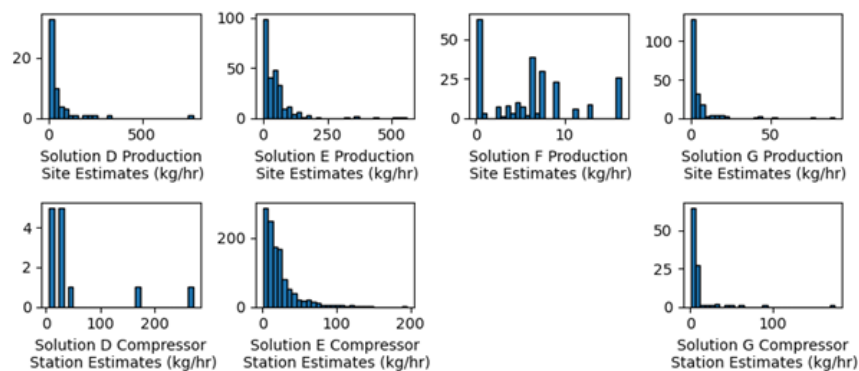 20
0
0
500
Solution D Production
Site Estimates (kg/hr)
100
50
0
0
250
500
Solution E Production
Site Estimates (kg/hr)
50
25
0
0
10
Solution F Production
Site Estimates (kg/hr)
100
50
0
0
50
Solution G Production
Site Estimates (kg/hr)
4
2
0
0
100
200
Solution D Compressor
Station Estimates (kg/hr)
200
0
0
100
200
Solution E Compressor
Station Estimates (kg/hr)
50
25
0
0
100
Solution G Compressor
Station Estimates (kg/hr)